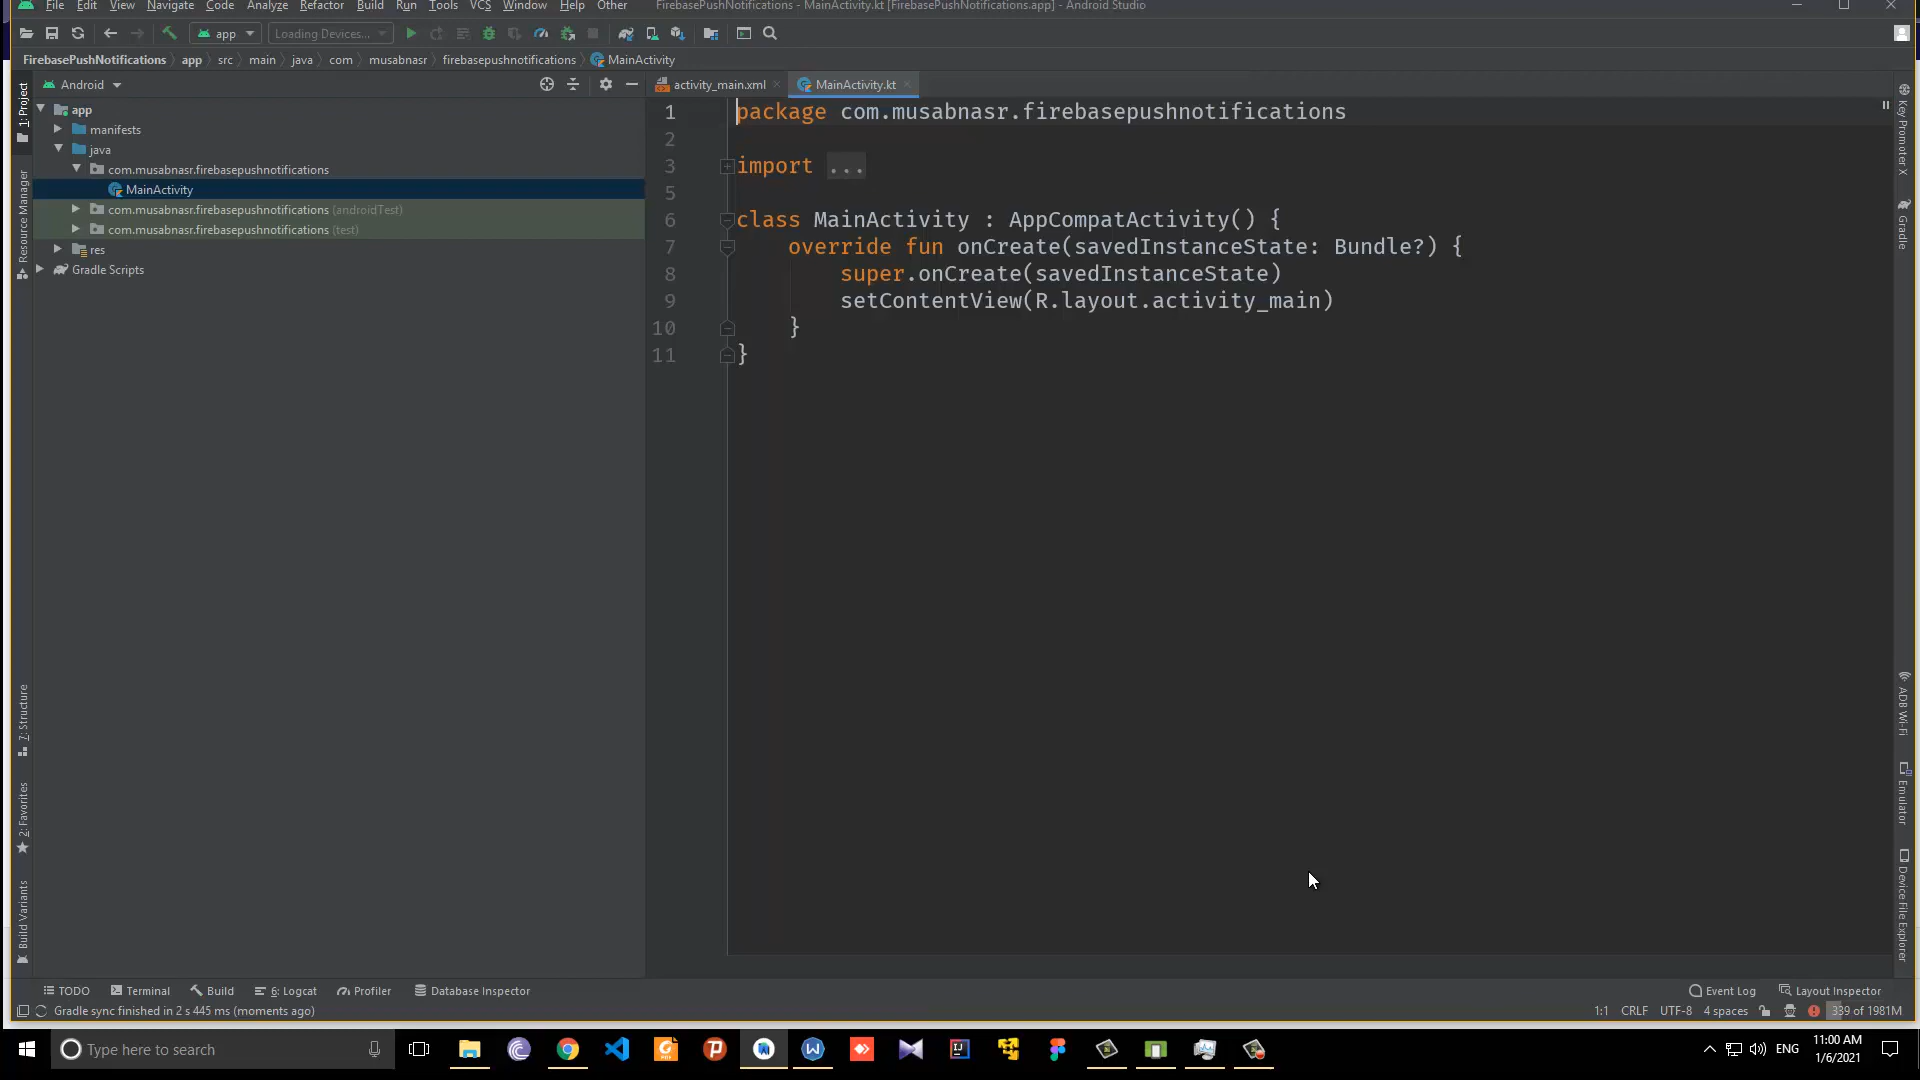 File Edit View Navigate Code Analyze Refactor Build Run Tools VCS Window Help Other FirebasePushNotifications - MainActivity.kt [FirebasePushNotifications.app] - Android Studio
app Loading Devices...
FirebasePushNotifications app src main java com musabnasr firebasepushnotifications MainActivity
Android activity_main.xml MainActivity.kt
1: Project
Resource Manager
7: Structure
2: Favorites
Build Variants
app
manifests
java
com.musabnasr.firebasepushnotifications
MainActivity
com.musabnasr.firebasepushnotifications (androidTest)
com.musabnasr.firebasepushnotifications (test)
res
Gradle Scripts
1 package com.musabnasr.firebasepushnotifications
2
3 import ...
5
6 class MainActivity : AppCompatActivity() {
7 override fun onCreate(savedInstanceState: Bundle?) {
8 super.onCreate(savedInstanceState)
9 setContentView(R.layout.activity_main)
10 }
11 }
Key Promoter X
Gradle
ADB Wi-Fi
Emulator
Device File Explorer
TODO Terminal Build 6: Logcat Profiler Database Inspector Event Log Layout Inspector
Gradle sync finished in 2 s 445 ms (moments ago) 1:1 CRLF UTF-8 4 spaces 339 of 1981M
Type here to search ENG 11:00 AM
1/6/2021